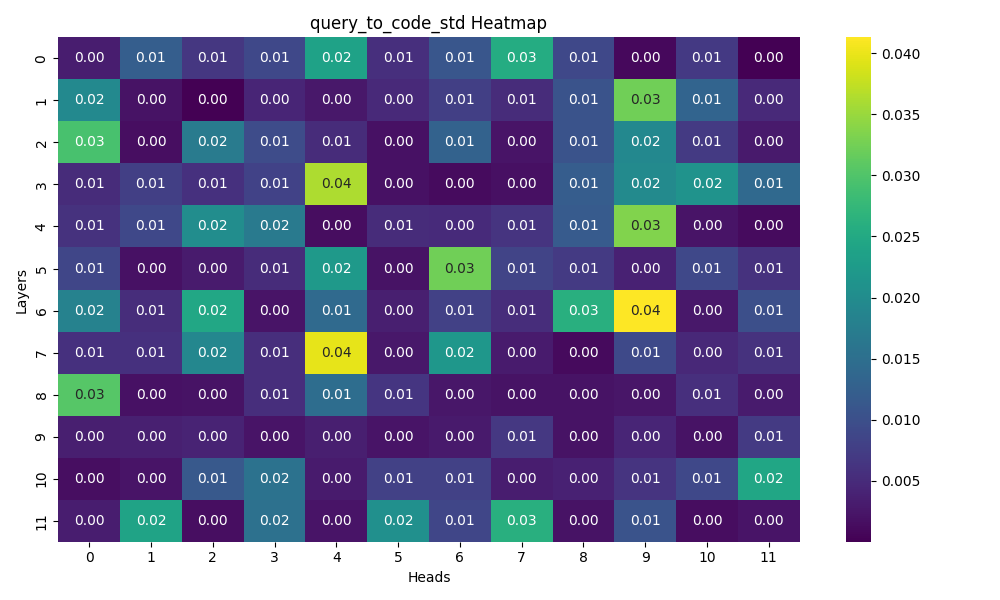 query_to_code_std Heatmap
0 0.00 0.01 0.01 0.01 0.02 0.01 0.01 0.03 0.01 0.00 0.01 0.00
1 0.02 0.00 0.00 0.00 0.00 0.00 0.01 0.01 0.01 0.03 0.01 0.00
2 0.03 0.00 0.02 0.01 0.01 0.00 0.01 0.00 0.01 0.02 0.01 0.00
3 0.01 0.01 0.01 0.01 0.04 0.00 0.00 0.00 0.01 0.02 0.02 0.01
4 0.01 0.01 0.02 0.02 0.00 0.01 0.00 0.01 0.01 0.03 0.00 0.00
5 0.01 0.00 0.00 0.01 0.02 0.00 0.03 0.01 0.01 0.00 0.01 0.01
6 0.02 0.01 0.02 0.00 0.01 0.00 0.01 0.01 0.03 0.04 0.00 0.01
7 0.01 0.01 0.02 0.01 0.04 0.00 0.02 0.00 0.00 0.01 0.00 0.01
8 0.03 0.00 0.00 0.01 0.01 0.01 0.00 0.00 0.00 0.00 0.01 0.00
9 0.00 0.00 0.00 0.00 0.00 0.00 0.00 0.01 0.00 0.00 0.00 0.01
10 0.00 0.00 0.01 0.02 0.00 0.01 0.01 0.00 0.00 0.01 0.01 0.02
11 0.00 0.02 0.00 0.02 0.00 0.02 0.01 0.03 0.00 0.01 0.00 0.00
0 1 2 3 4 5 6 7 8 9 10 11
Heads
Layers
0.040
0.035
0.030
0.025
0.020
0.015
0.010
0.005